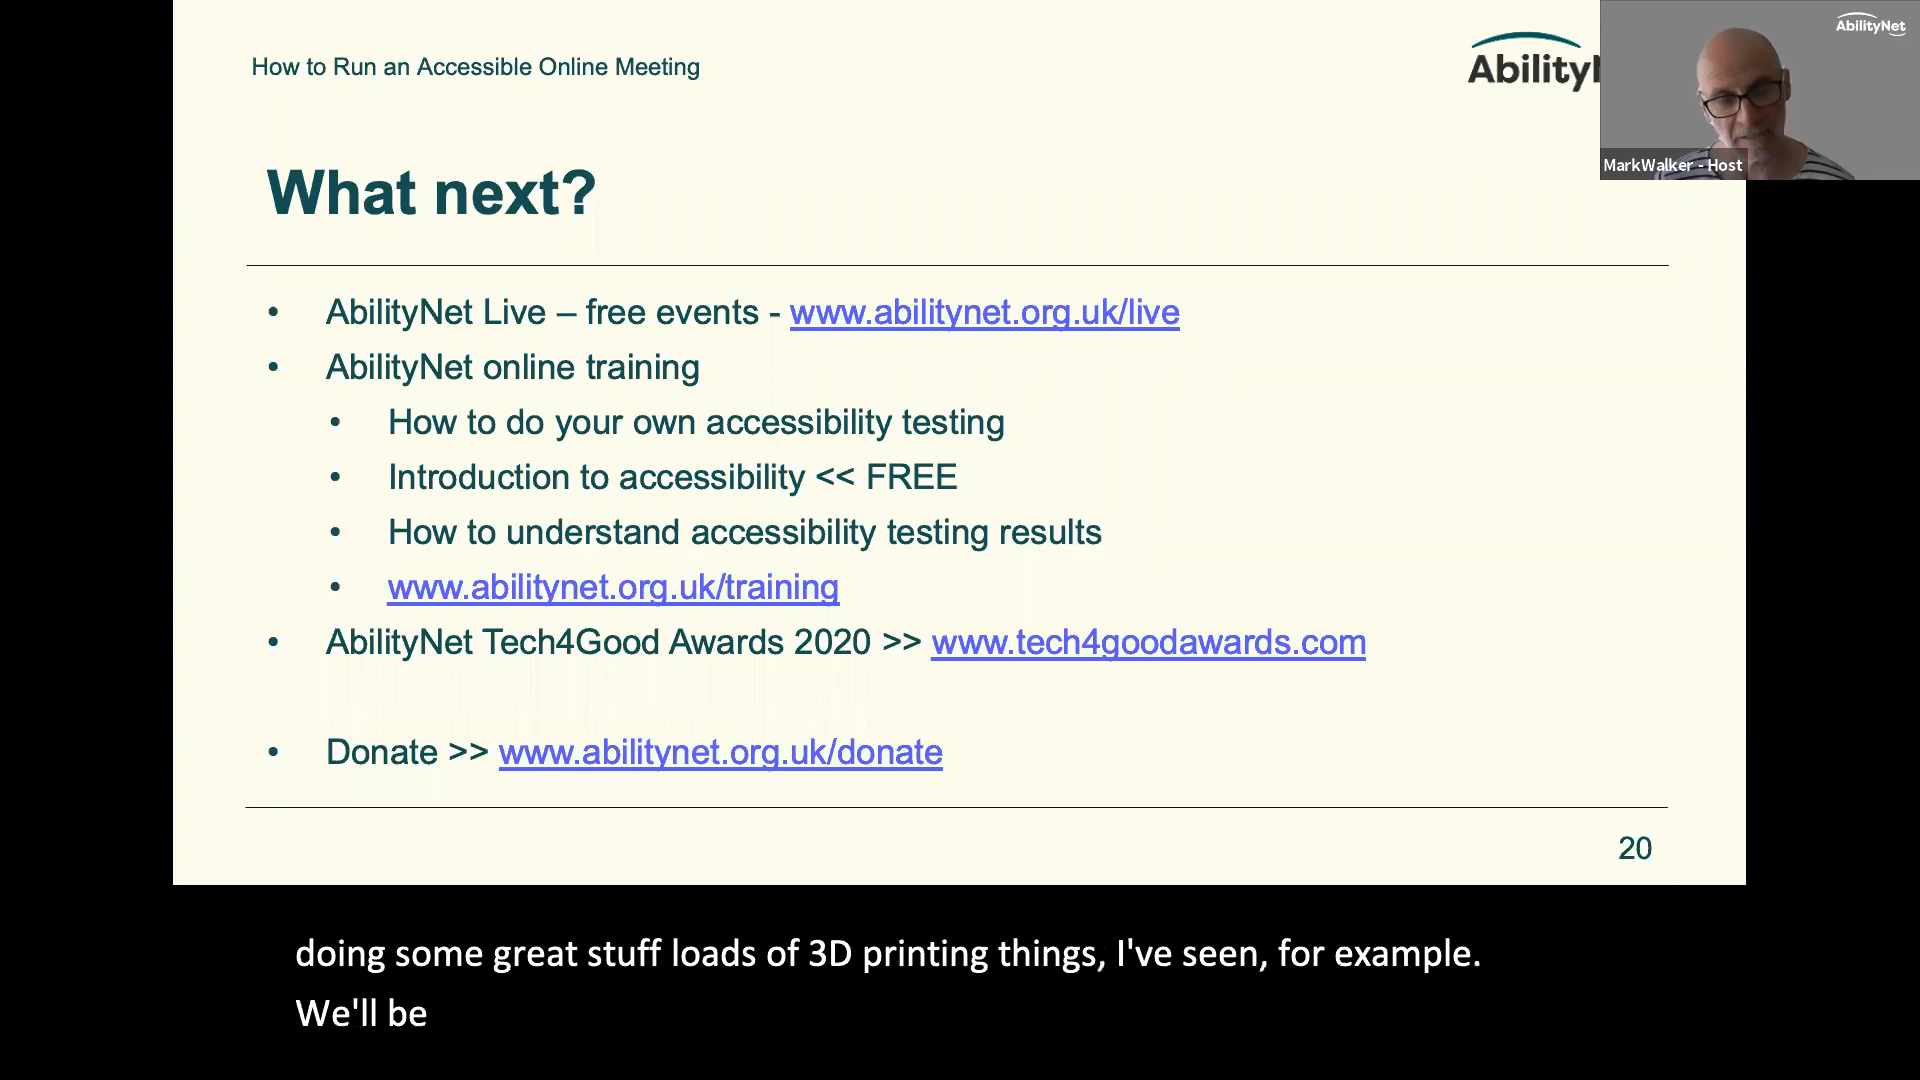 How to Run an Accessible Online Meeting
Ability
AbilityNet
MarkWalker - Host
What next?
• AbilityNet Live – free events - www.abilitynet.org.uk/live
• AbilityNet online training
• How to do your own accessibility testing
• Introduction to accessibility << FREE
• How to understand accessibility testing results
• www.abilitynet.org.uk/training
• AbilityNet Tech4Good Awards 2020 >> www.tech4goodawards.com
• Donate >> www.abilitynet.org.uk/donate
20
doing some great stuff loads of 3D printing things, I've seen, for example.
We'll be